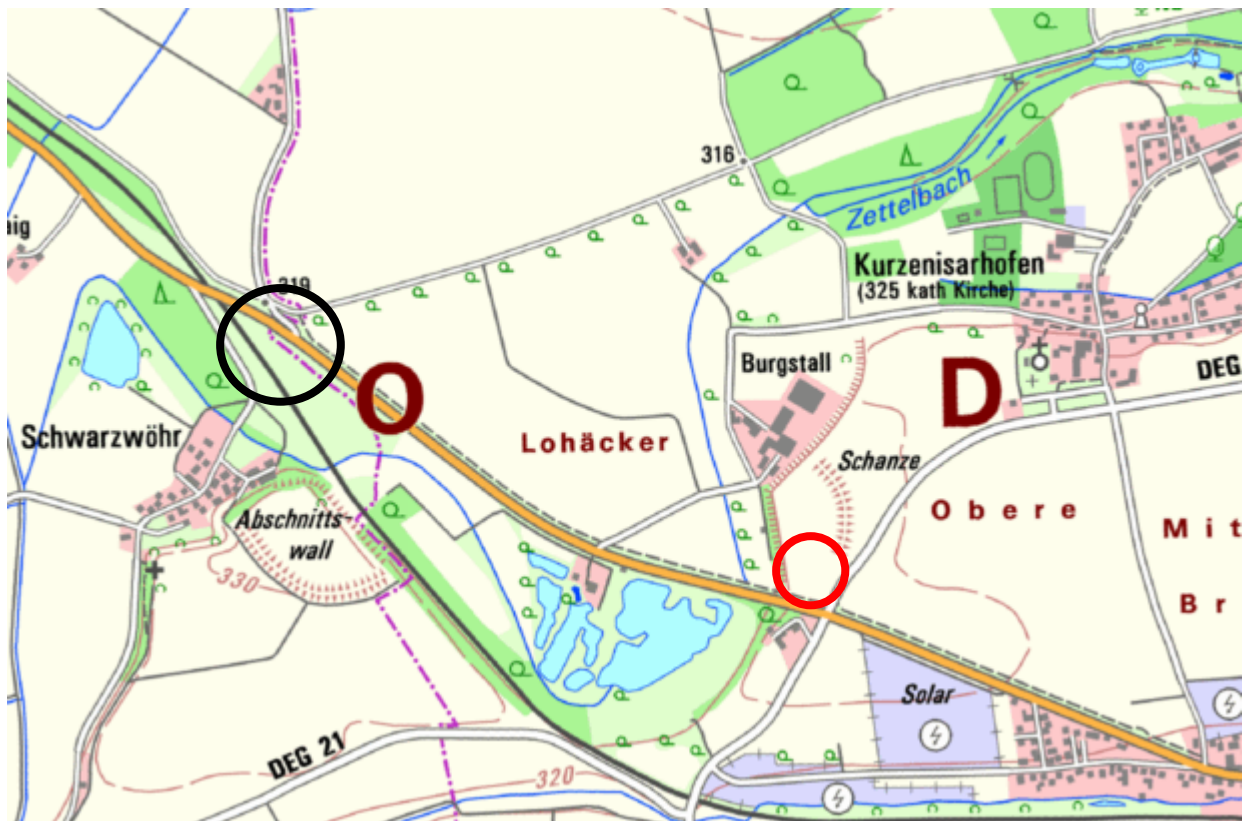 316
Zettelbach
aig
Kurzenisarhofen
(325 kath Kirche)
319
Burgstall
DEG
O
D
Schwarzwöhr
Lohäcker
Schanze
Abschnitts-
wall
Obere
Mit
330
Br
Solar
DEG 21
320